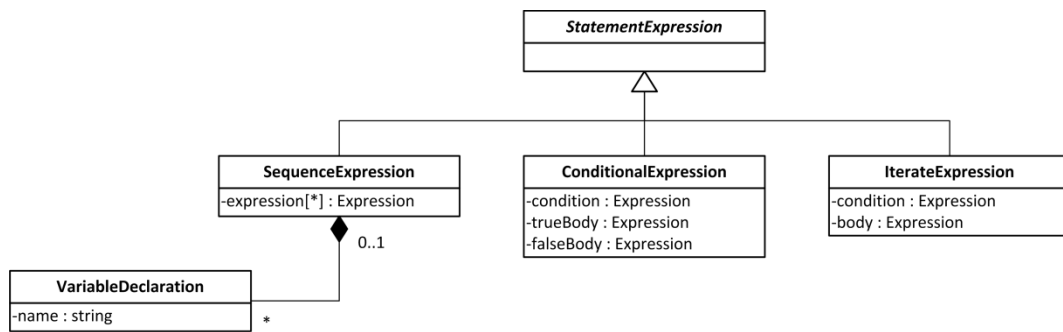 StatementExpression
SequenceExpression
-expression[*] : Expression
ConditionalExpression
-condition : Expression
-trueBody : Expression
-falseBody : Expression
IterateExpression
-condition : Expression
-body : Expression
0..1
VariableDeclaration
-name : string
*